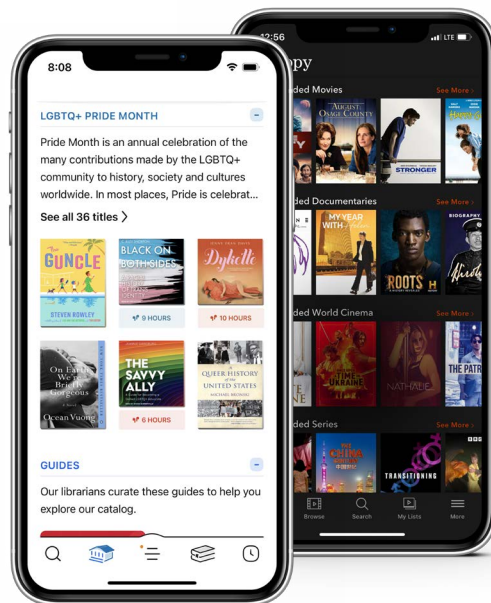 8:08
LGBTQ+ PRIDE MONTH
Pride Month is an annual celebration of the
many contributions made by the LGBTQ+
community to history, society and cultures
worldwide. In most places, Pride is celebrat...
See all 36 titles >
The
GUNCLE
STEVEN ROWLEY
BLACK ON
BOTH SIDES
9 HOURS
Dykette
10 HOURS
On Earth
We're
Briefly
Gorgeous
Ocean Vuong
THE
SAVVY
ALLY
6 HOURS
A
QUEER HISTORY
of the
UNITED STATES
MICHAEL BRONSKI
GUIDES
Our librarians curate these guides to help you
explore our catalog.
12:56
LTE
opy
ded Movies
See More >
AUGUST:
OSAGE COUNTY
STRONGER
ded Documentaries
See More >
MY YEAR
WITH
ROOTS
H
BIOGRAPHY
ded World Cinema
See More >
TIME
UKRAINE
NATHALIE
THE PATR
ded Series
See More >
CHINA
TRANSITIONING
BBC
Browse
Search
My Lists
More